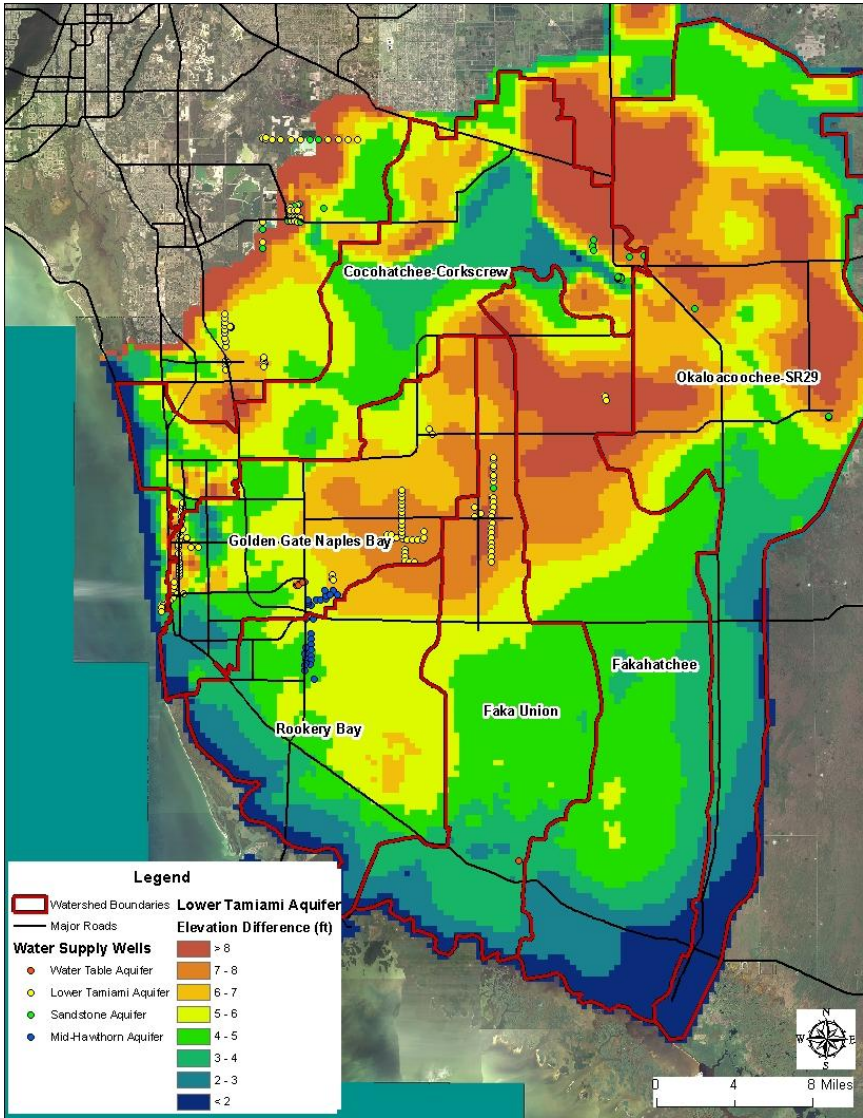 Cocohatchee-Corkscrew
Okaloacoochee-SR29
Golden Gate Naples Bay
Fakahatchee
Faka Union
Rookery Bay
Legend
Watershed Boundaries
Major Roads
Water Supply Wells
Water Table Aquifer
Lower Tamiami Aquifer
Sandstone Aquifer
Mid-Hawthorn Aquifer
Lower Tamiami Aquifer
Elevation Difference (ft)
> 8
7 - 8
6 - 7
5 - 6
4 - 5
3 - 4
2 - 3
< 2
N
W E
S
0 4 8 Miles